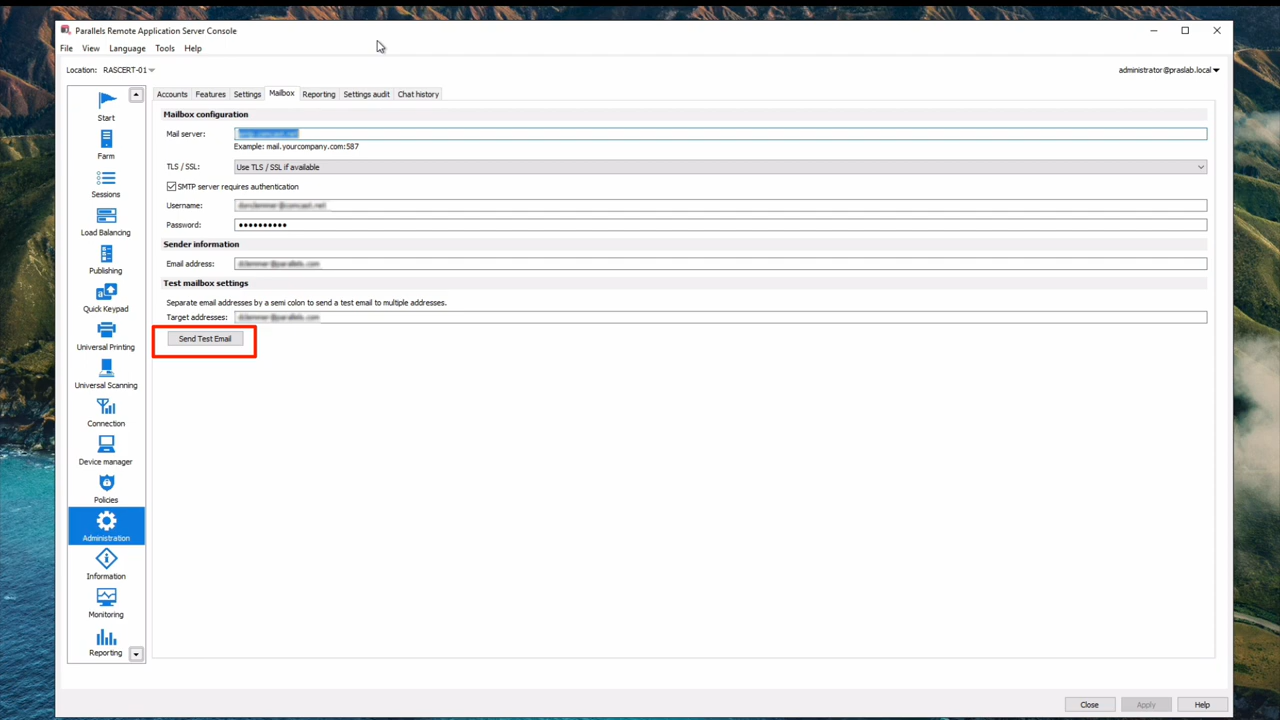 Parallels Remote Application Server Console
File View Language Tools Help
Location: RASCERT-01
administrator@praslab.local
Start
Farm
Sessions
Load Balancing
Publishing
Quick Keypad
Universal Printing
Universal Scanning
Connection
Device manager
Policies
Administration
Information
Monitoring
Reporting
Accounts Features Settings Mailbox Reporting Settings audit Chat history
Mailbox configuration
Mail server:
Example: mail.yourcompany.com:587
TLS / SSL: Use TLS / SSL if available
SMTP server requires authentication
Username:
Password: ••••••••••
Sender information
Email address:
Test mailbox settings
Separate email addresses by a semi colon to send a test email to multiple addresses.
Target addresses:
Send Test Email
Close Apply Help